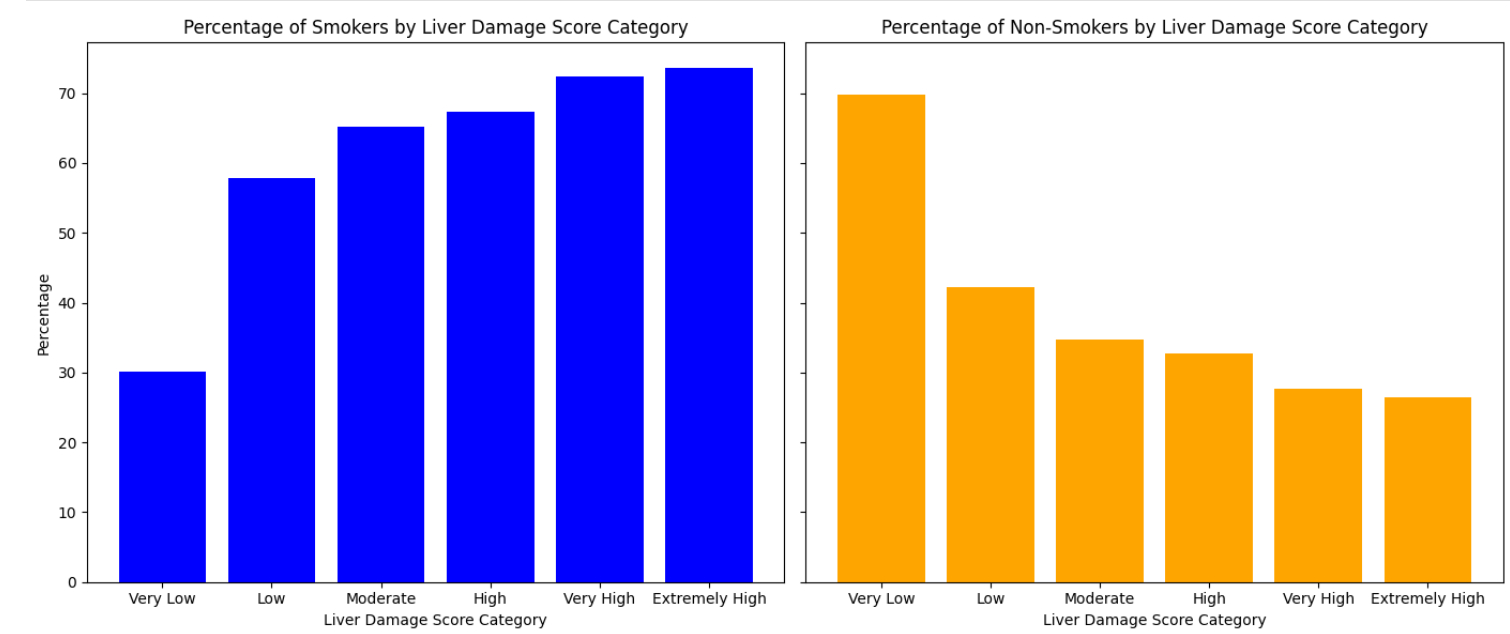 Percentage of Smokers by Liver Damage Score Category
Percentage
70
60
50
40
30
20
10
0
Very Low Low Moderate High Very High Extremely High
Liver Damage Score Category
Percentage of Non-Smokers by Liver Damage Score Category
Very Low Low Moderate High Very High Extremely High
Liver Damage Score Category